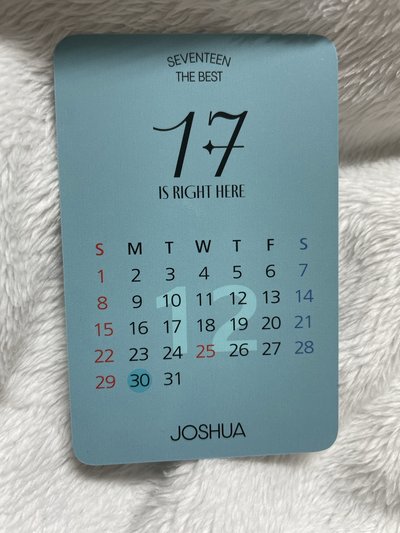 SEVENTEEN
THE BEST
17
IS RIGHT HERE
S M T W T F S
1 2 3 4 5 6 7
8 9 10 11 12 13 14
12
15 16 17 18 19 20 21
22 23 24 25 26 27 28
29 30 31
JOSHUA